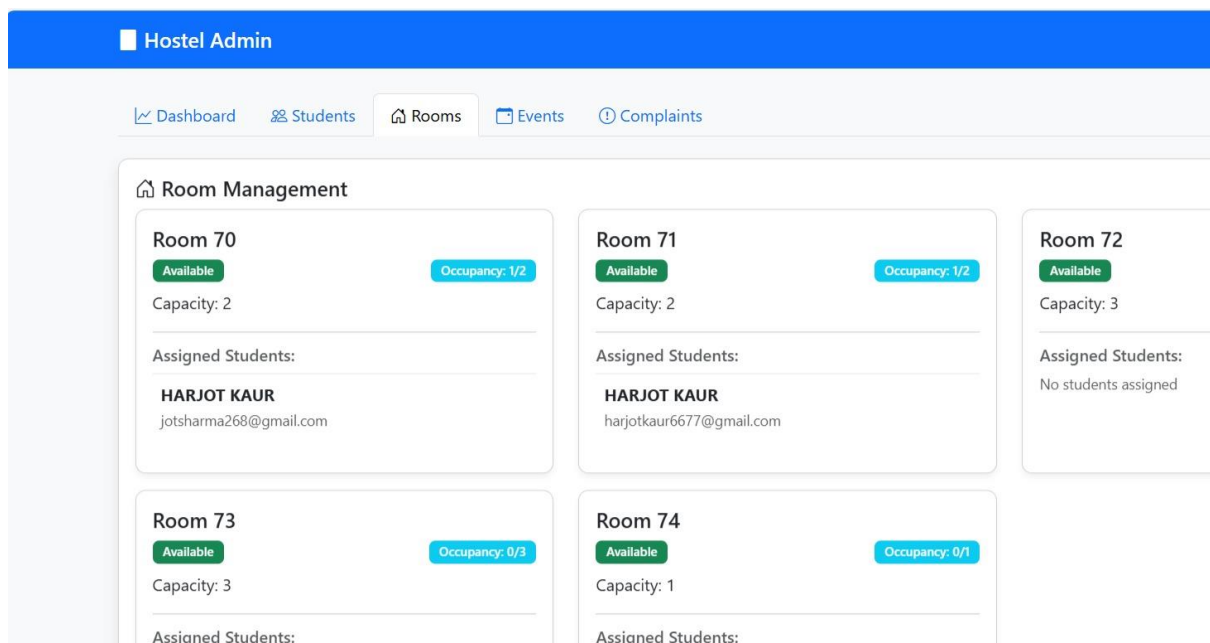 Hostel Admin
Dashboard Students Rooms Events Complaints
Room Management
Room 70
Available Occupancy: 1/2
Capacity: 2
Assigned Students:
HARJOT KAUR
jotsharma268@gmail.com
Room 71
Available Occupancy: 1/2
Capacity: 2
Assigned Students:
HARJOT KAUR
harjotkaur6677@gmail.com
Room 72
Available
Capacity: 3
Assigned Students:
No students assigned
Room 73
Available Occupancy: 0/3
Capacity: 3
Assigned Students:
Room 74
Available Occupancy: 0/1
Capacity: 1
Assigned Students: